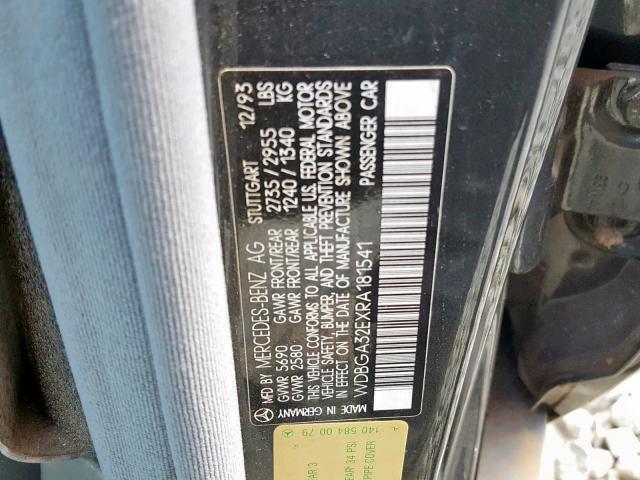 MFD BY MERCEDES-BENZ AG STUTTGART 12/93
GVWR 5690 GAWR FRONT/REAR 2735/2955 LBS
GVWR 2580 GAWR FRONT/REAR 1240/1340 KG
THIS VEHICLE CONFORMS TO ALL APPLICABLE U.S. FEDERAL MOTOR
VEHICLE SAFETY, BUMPER, AND THEFT PREVENTION STANDARDS
IN EFFECT ON THE DATE OF MANUFACTURE SHOWN ABOVE
WDBGA32EXRA181541 PASSENGER CAR
MADE IN GERMANY
A 140 584 00 79
EAR 34 PSI